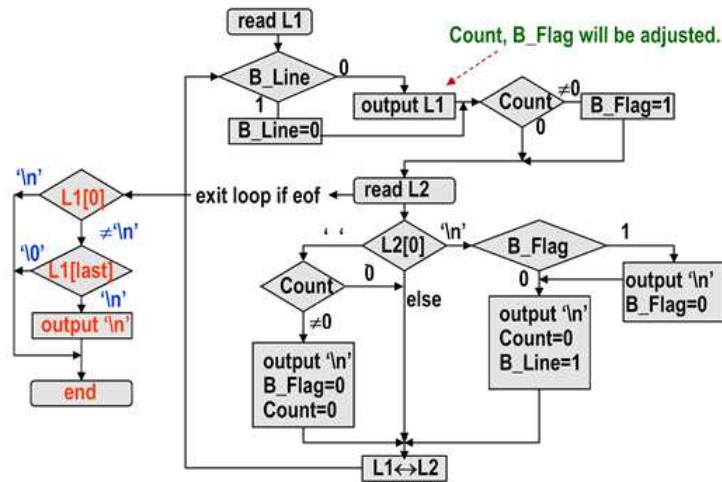 read L1
Count, B_Flag will be adjusted.
B_Line
0
1
output L1
Count
≠0
0
B_Flag=1
B_Line=0
'\n'
L1[0]
exit loop if eof
read L2
≠'\n'
' '
L2[0]
'\n'
B_Flag
1
'\0'
L1[last]
Count
0
else
0
output '\n'
B_Flag=0
'\n'
≠0
output '\n'
Count=0
B_Line=1
output '\n'
output '\n'
B_Flag=0
Count=0
end
L1↔L2